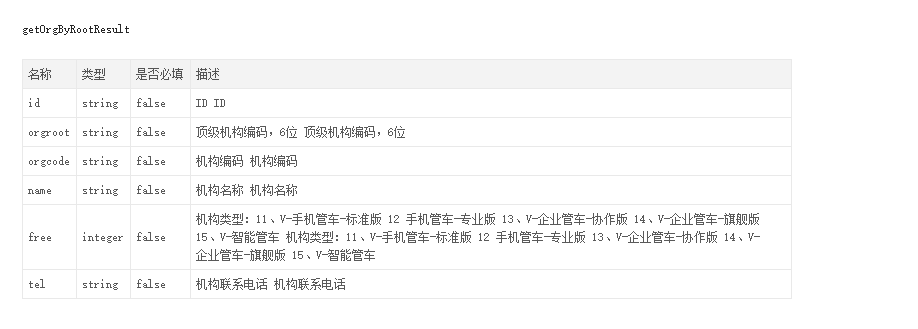 getOrgByRootResult
名称 类型 是否必填 描述
id string false ID ID
orgroot string false 顶级机构编码，6位 顶级机构编码，6位
orgcode string false 机构编码 机构编码
name string false 机构名称 机构名称
free integer false 机构类型：11、V-手机管车-标准版 12 手机管车-专业版 13、V-企业管车-协作版 14、V-企业管车-旗舰版
15、V-智能管车 机构类型：11、V-手机管车-标准版 12 手机管车-专业版 13、V-企业管车-协作版 14、V-
企业管车-旗舰版 15、V-智能管车
tel string false 机构联系电话 机构联系电话